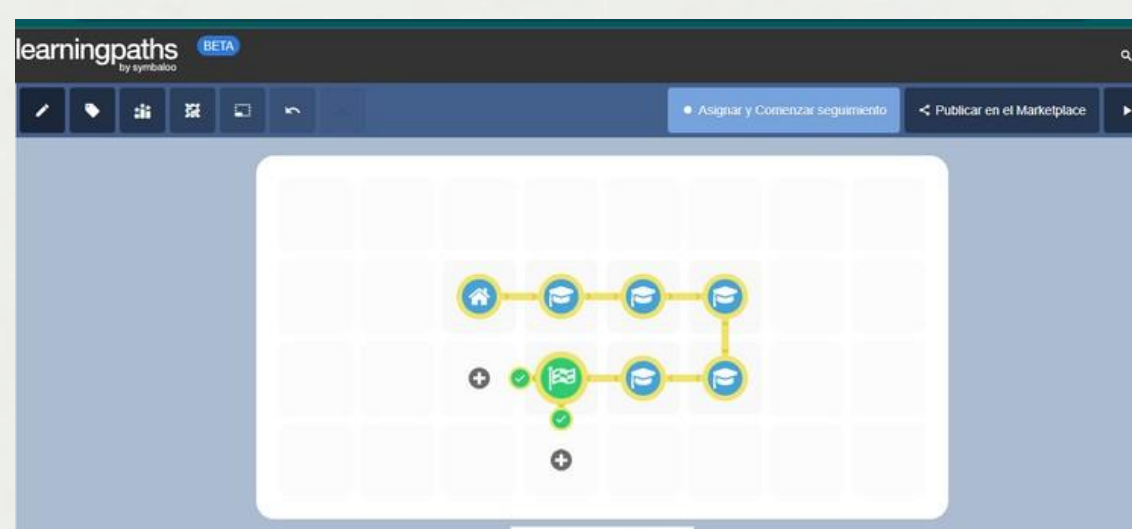 learningpaths BETA
by symbaloo
Asignar y Comenzar seguimiento Publicar en el Marketplace